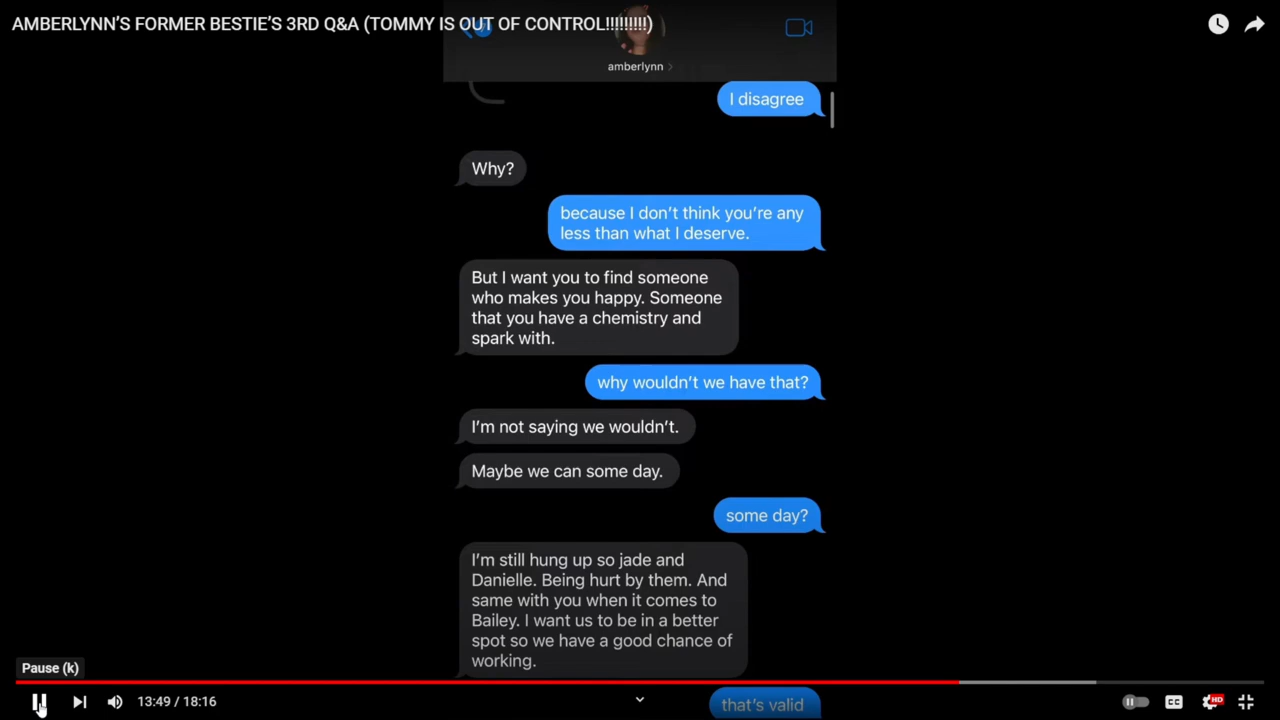 AMBERLYNN'S FORMER BESTIE'S 3RD Q&A (TOMMY IS OUT OF CONTROL!!!!!!!!!)
amberlynn
I disagree
Why?
because I don't think you're any
less than what I deserve.
But I want you to find someone
who makes you happy. Someone
that you have a chemistry and
spark with.
why wouldn't we have that?
I'm not saying we wouldn't.
Maybe we can some day.
some day?
I'm still hung up so jade and
Danielle. Being hurt by them. And
same with you when it comes to
Bailey. I want us to be in a better
spot so we have a good chance of
working.
that's valid
Pause (k)
13:49 / 18:16
CC
HD